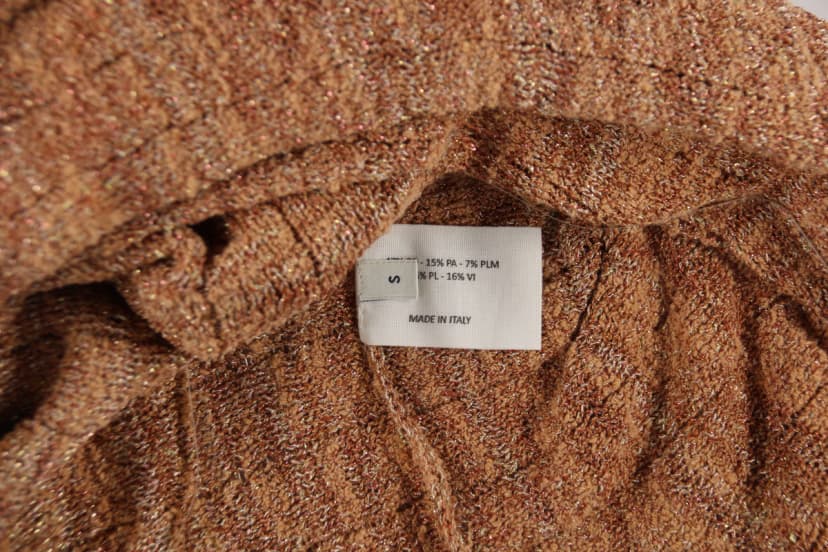 - 15% PA - 7% PLM
% PL - 16% VI
S
MADE IN ITALY